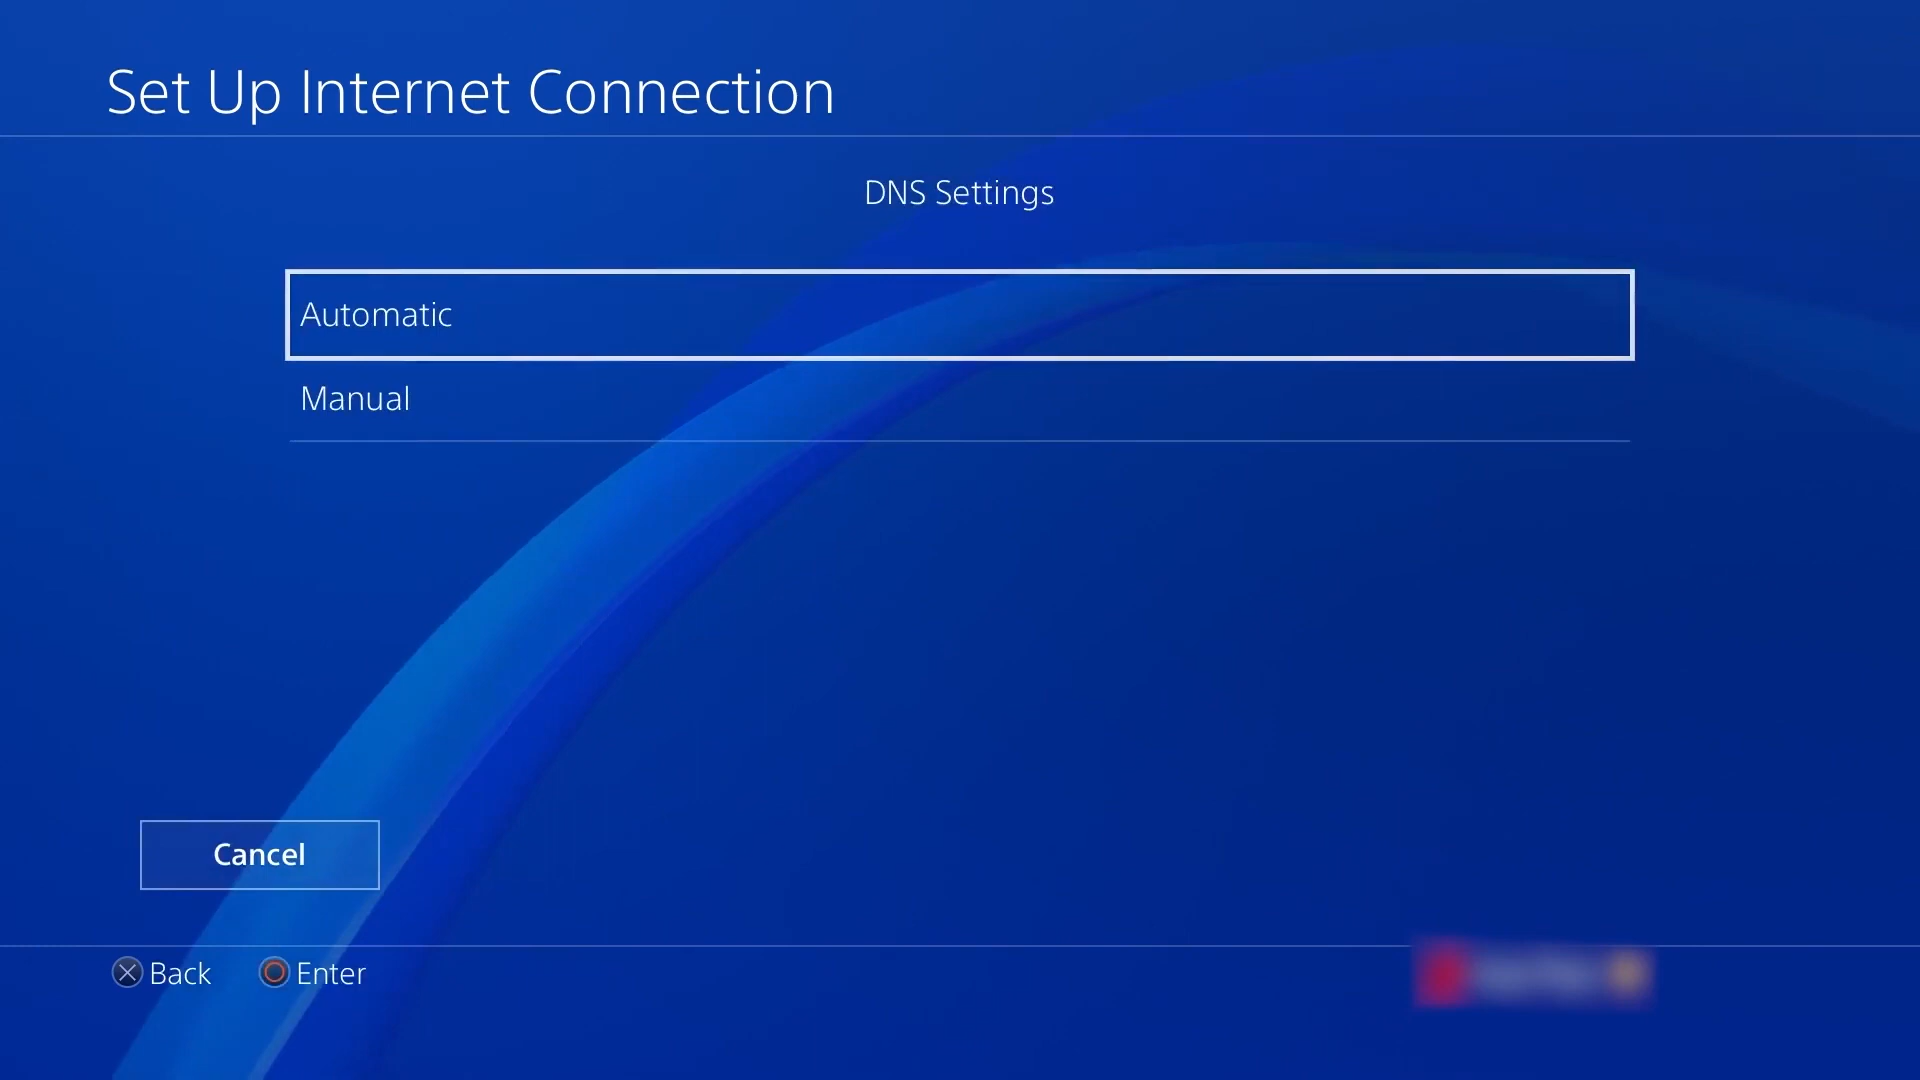 Set Up Internet Connection
DNS Settings
Automatic
Manual
Cancel
Back
Enter